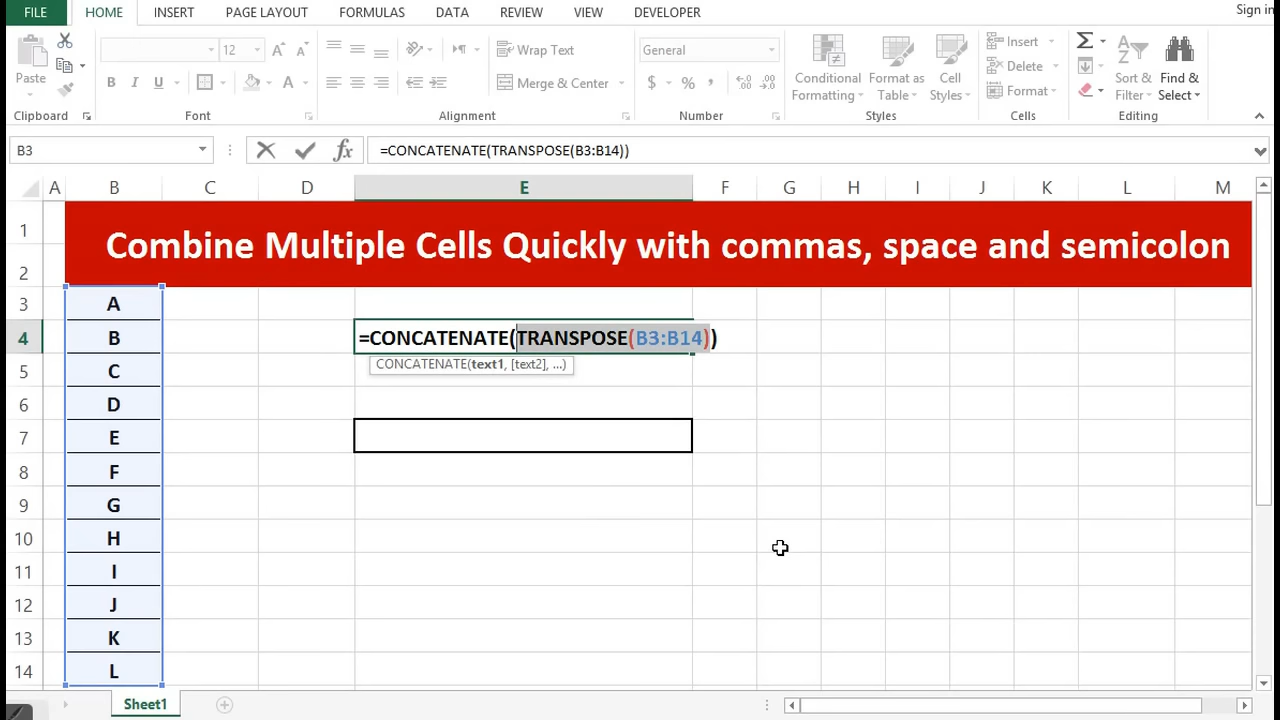 FILE HOME INSERT PAGE LAYOUT FORMULAS DATA REVIEW VIEW DEVELOPER Sign in
Paste
12 A A
B I U A
Wrap Text
Merge & Center
General
$ % , .00 .0
Conditional Formatting
Format as Table
Cell Styles
Insert
Delete
Format
Σ
Sort & Filter
Find & Select
Clipboard Font Alignment Number Styles Cells Editing
B3 fx =CONCATENATE(TRANSPOSE(B3:B14))
A B C D E F G H I J K L M
1
Combine Multiple Cells Quickly with commas, space and semicolon
2
3 A
4 B =CONCATENATE(TRANSPOSE(B3:B14))
5 C CONCATENATE(text1, [text2], ...)
6 D
7 E
8 F
9 G
10 H
11 I
12 J
13 K
14 L
Sheet1